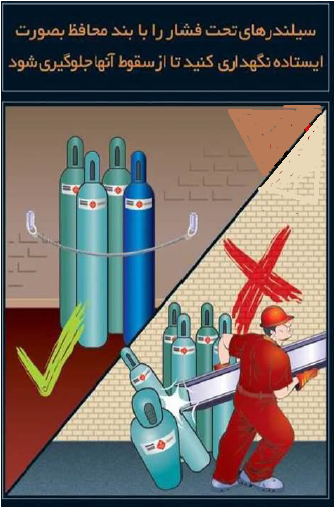 سیلندرهای تحت فشار را با بند محافظ بصورت
ایستاده نگهداری کنید تا از سقوط آنها جلوگیری شود